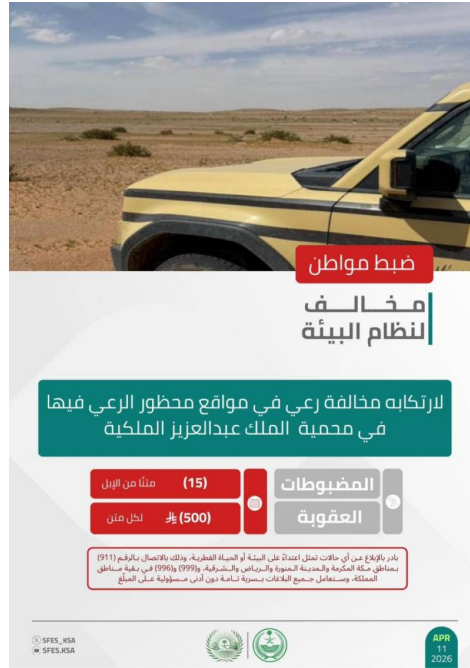 ضبط مواطن
مخالف
لنظام البيئة
لارتكابه مخالفة رعي في مواقع محظور الرعي فيها
في محمية الملك عبدالعزيز الملكية
المضبوطات
(15) متنًا من الإبل
العقوبة
(500) لكل متن
بادر بالإبلاغ عن أي حالات تمثل اعتداءً على البيئة أو الحياة الفطرية، وذلك بالاتصال بالرقم (911)
بمناطق مكة المكرمة والمدينة المنورة والرياض والشرقية، و(999) و(996) في بقية مناطق
المملكة، وستعامل جميع البلاغات بسرية تامة دون أدنى مسؤولية على المبلّغ
SFES_KSA
SFES.KSA
APR
11
2026